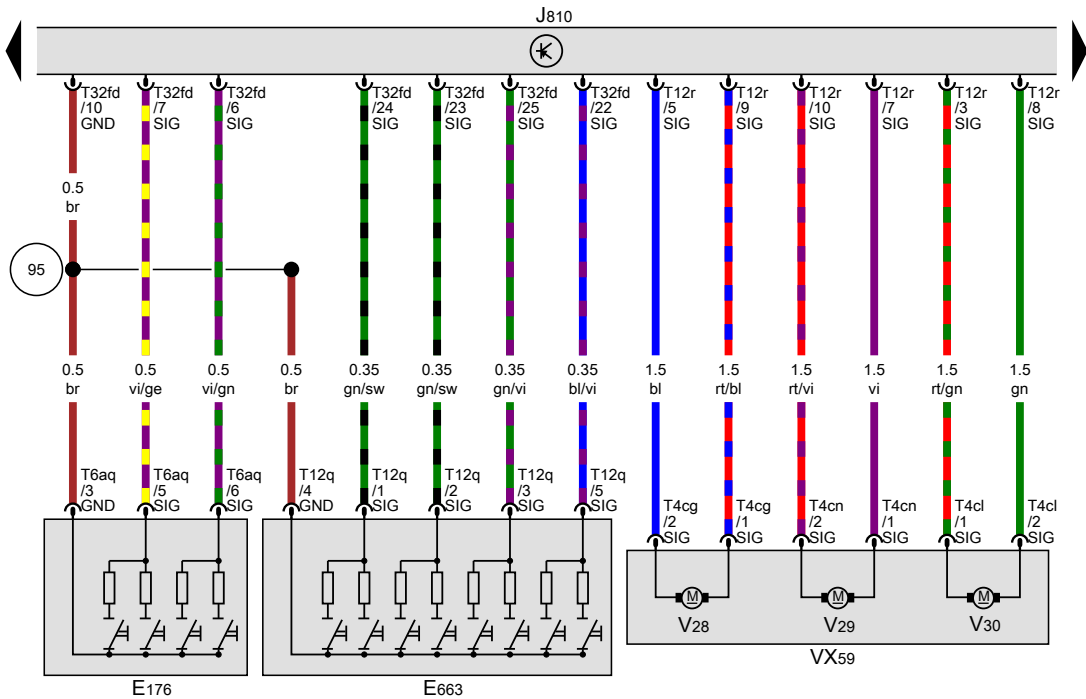 J810
T32fd T32fd T32fd T32fd T32fd T32fd T32fd T12r T12r T12r T12r T12r T12r
/10 /7 /6 /24 /23 /25 /22 /5 /9 /10 /7 /3 /8
GND SIG SIG SIG SIG SIG SIG SIG SIG SIG SIG SIG SIG
0.5
br
95
0.5 0.5 0.5 0.5 0.35 0.35 0.35 0.35 1.5 1.5 1.5 1.5 1.5 1.5
br vi/ge vi/gn br gn/sw gn/sw gn/vi bl/vi bl rt/bl rt/vi vi rt/gn gn
T6aq T6aq T6aq T12q T12q T12q T12q T12q
/3 /5 /6 /4 /1 /2 /3 /5
GND SIG SIG GND SIG SIG SIG SIG
T4cg T4cg T4cn T4cn T4cl T4cl
/2 /1 /2 /1 /1 /2
SIG SIG SIG SIG SIG SIG
M M M
V28 V29 V30
VX59
E176 E663